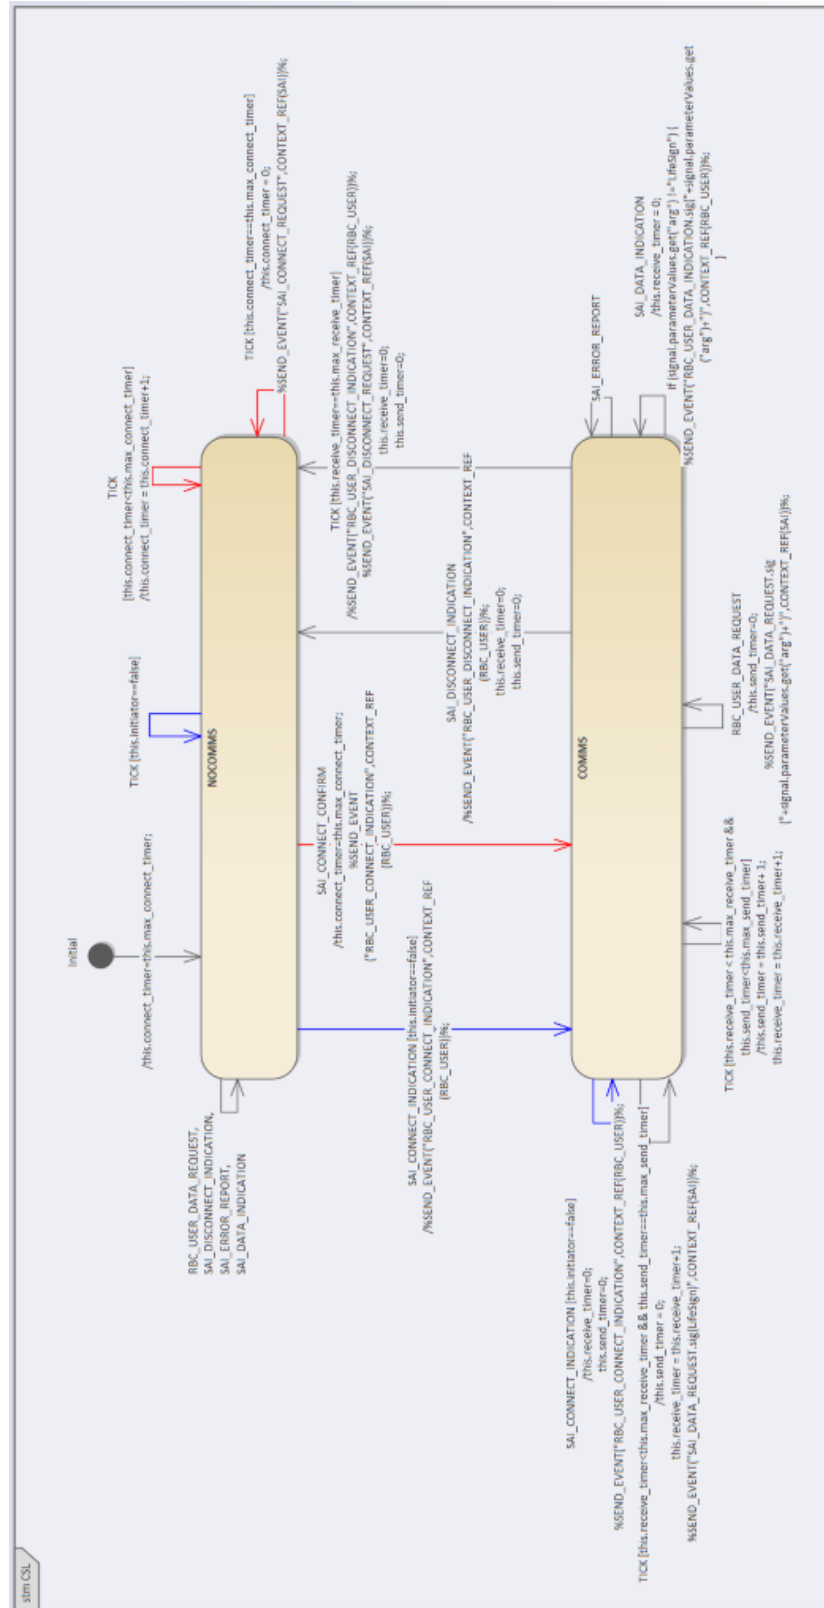 stm CSL
Initial
/this.connect_timer=this.max_connect_timer;
RBC_USER_DATA_REQUEST,
SAI_DISCONNECT_INDICATION,
SAI_ERROR_REPORT,
SAI_DATA_INDICATION
TICK [this.initiator==false]
TICK
[this.connect_timer<this.max_connect_timer]
/this.connect_timer = this.connect_timer+1;
TICK [this.connect_timer==this.max_connect_timer]
/this.connect_timer = 0;
%SEND_EVENT("SAI_CONNECT_REQUEST",CONTEXT_REF(SAI))%;
NOCOMMS
SAI_CONNECT_INDICATION [this.initiator==false]
/%SEND_EVENT("RBC_USER_CONNECT_INDICATION",CONTEXT_REF
(RBC_USER))%;
SAI_CONNECT_CONFIRM
/this.connect_timer=this.max_connect_timer;
%SEND_EVENT
("RBC_USER_CONNECT_INDICATION",CONTEXT_REF
(RBC_USER))%;
SAI_DISCONNECT_INDICATION
/%SEND_EVENT("RBC_USER_DISCONNECT_INDICATION",CONTEXT_REF
(RBC_USER))%;
this.receive_timer=0;
this.send_timer=0;
TICK [this.receive_timer==this.max_receive_timer]
/%SEND_EVENT("RBC_USER_DISCONNECT_INDICATION",CONTEXT_REF(RBC_USER))%;
%SEND_EVENT("SAI_DISCONNECT_REQUEST",CONTEXT_REF(SAI))%;
this.receive_timer=0;
this.send_timer=0;
COMMS
SAI_CONNECT_INDICATION [this.initiator==false]
/this.receive_timer=0;
this.send_timer=0;
%SEND_EVENT("RBC_USER_CONNECT_INDICATION",CONTEXT_REF(RBC_USER))%;
TICK [this.receive_timer<this.max_receive_timer && this.send_timer==this.max_send_timer]
/this.send_timer = 0;
this.receive_timer = this.receive_timer+1;
%SEND_EVENT("SAI_DATA_REQUEST.sig(LifeSign)",CONTEXT_REF(SAI))%;
TICK [this.receive_timer < this.max_receive_timer &&
this.send_timer<this.max_send_timer]
/this.send_timer = this.send_timer+ 1;
this.receive_timer = this.receive_timer+1;
RBC_USER_DATA_REQUEST
/this.send_timer=0;
%SEND_EVENT("SAI_DATA_REQUEST.sig
("+signal.parameterValues.get("arg")+")",CONTEXT_REF(SAI))%;
SAI_ERROR_REPORT
SAI_DATA_INDICATION
/this.receive_timer = 0;
if (signal.parameterValues.get("arg") !="LifeSign") {
%SEND_EVENT("RBC_USER_DATA_INDICATION.sig("+signal.parameterValues.get
("arg")+")",CONTEXT_REF(RBC_USER))%;
}